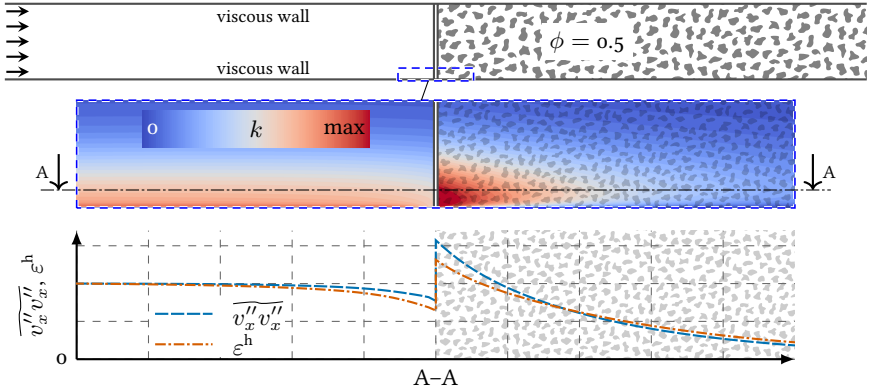 viscous wall
ϕ = 0.5
viscous wall
0 k max
A A
v″ₓv″ₓ, εʰ
v″ₓv″ₓ
εʰ
0
A–A